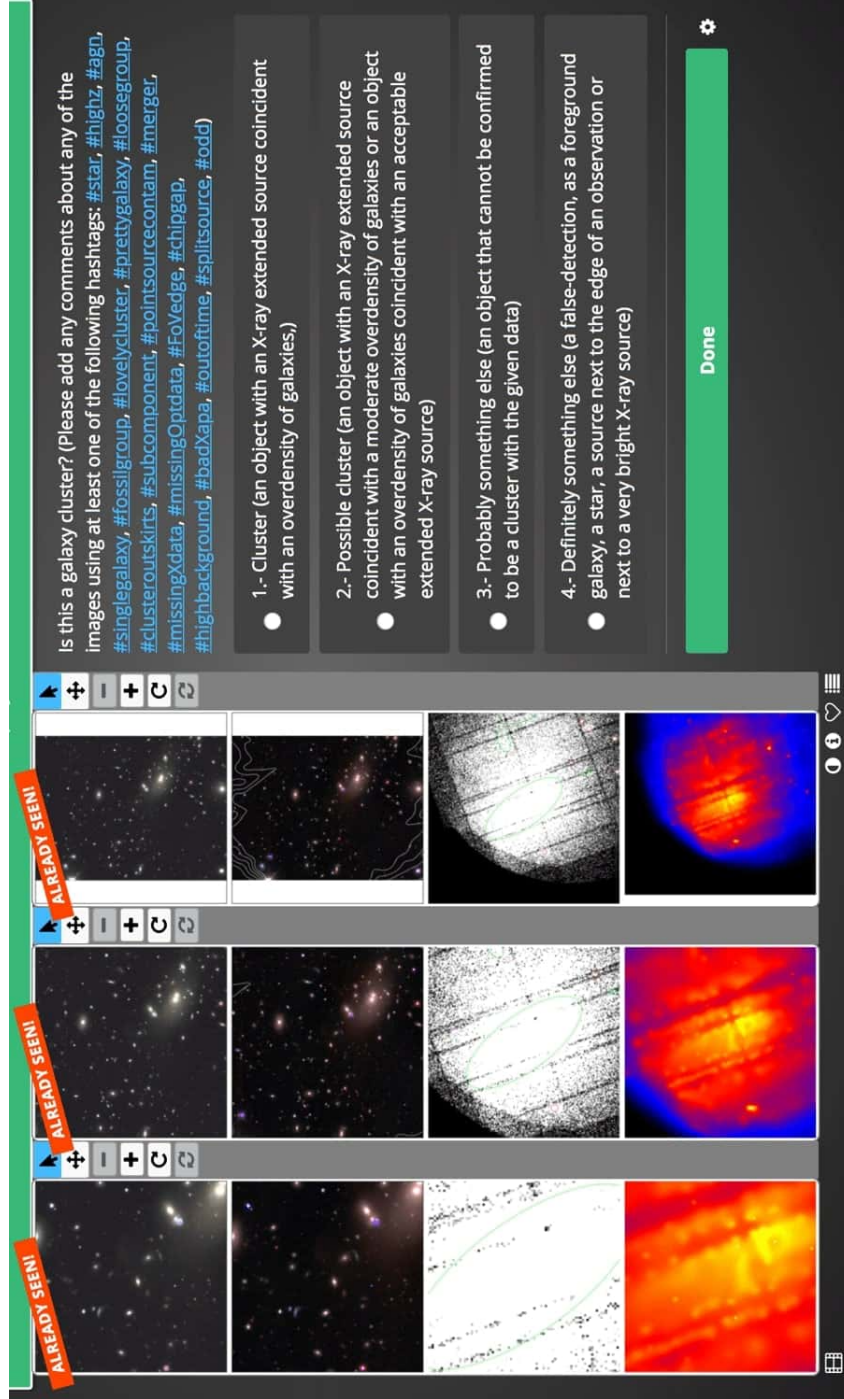 ALREADY SEEN!
ALREADY SEEN!
ALREADY SEEN!
Is this a galaxy cluster? (Please add any comments about any of the
images using at least one of the following hashtags: #star, #highz, #agn,
#singlegalaxy, #fossilgroup, #lovelycluster, #prettygalaxy, #loosegroup,
#clusteroutskirts, #subcomponent, #pointsourcecontam, #merger,
#missingXdata, #missingOptdata, #FoVedge, #chipgap,
#highbackground, #badXapa, #outoftime, #splitsource, #odd)
1.- Cluster (an object with an X-ray extended source coincident
with an overdensity of galaxies,)
2.- Possible cluster (an object with an X-ray extended source
coincident with a moderate overdensity of galaxies or an object
with an overdensity of galaxies coincident with an acceptable
extended X-ray source)
3.- Probably something else (an object that cannot be confirmed
to be a cluster with the given data)
4.- Definitely something else (a false-detection, as a foreground
galaxy, a star, a source next to the edge of an observation or
next to a very bright X-ray source)
Done